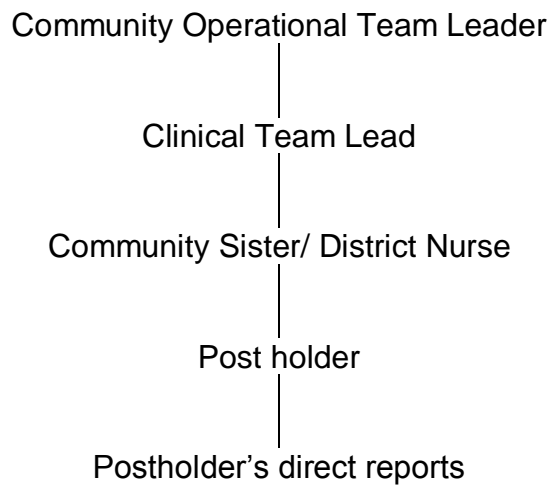 Community Operational Team Leader
Clinical Team Lead
Community Sister/ District Nurse
Post holder
Postholder’s direct reports